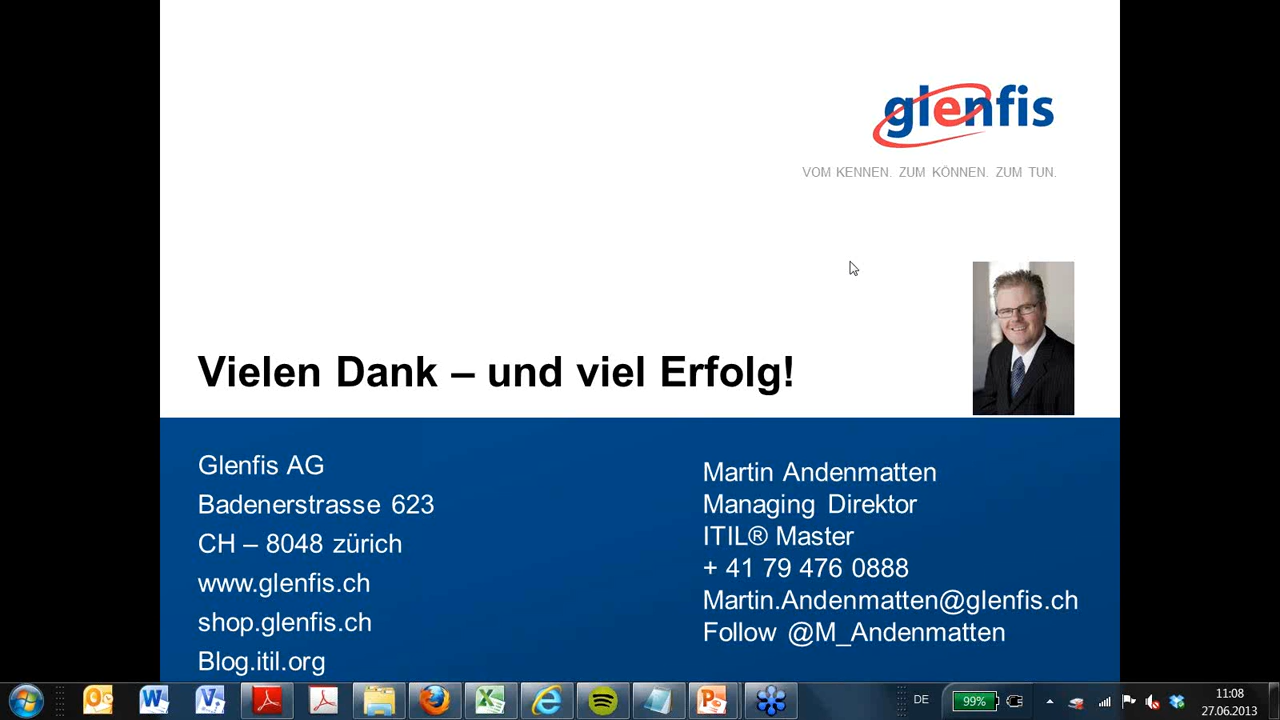 glenfis
VOM KENNEN. ZUM KÖNNEN. ZUM TUN.
Vielen Dank – und viel Erfolg!
Glenfis AG
Badenerstrasse 623
CH – 8048 zürich
www.glenfis.ch
shop.glenfis.ch
Blog.itil.org
Martin Andenmatten
Managing Direktor
ITIL® Master
+ 41 79 476 0888
Martin.Andenmatten@glenfis.ch
Follow @M_Andenmatten
DE
99%
11:08
27.06.2013